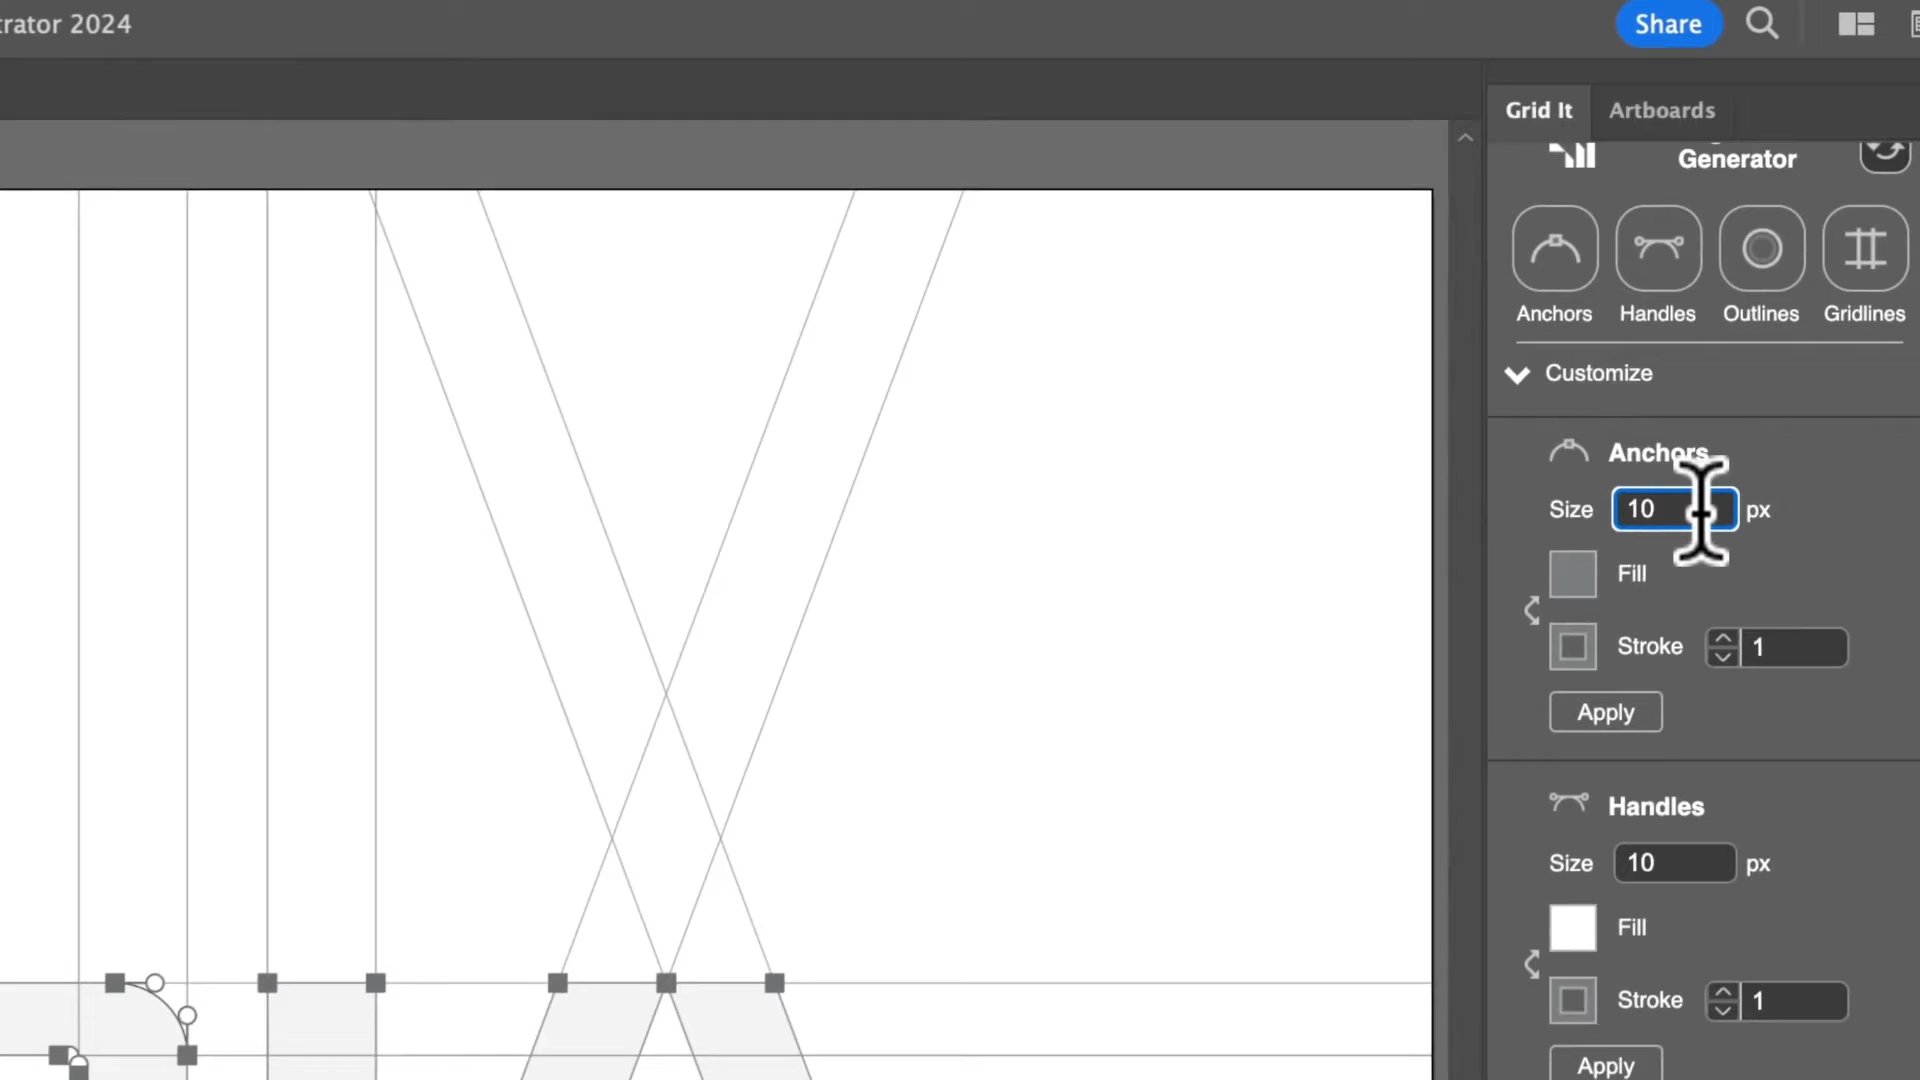 rator 2024
Share
Grid It
Artboards
Generator
Anchors
Handles
Outlines
Gridlines
Customize
Anchors
Size 10 px
Fill
Stroke 1
Apply
Handles
Size 10 px
Fill
Stroke 1
Apply